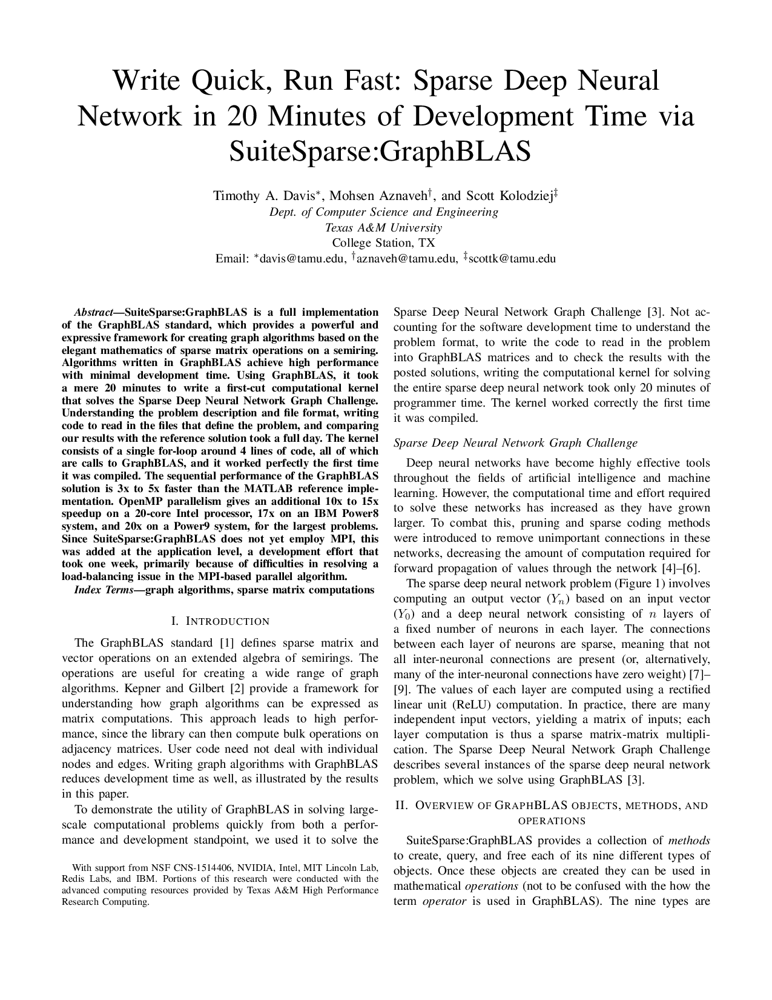 Write Quick, Run Fast: Sparse Deep Neural
Network in 20 Minutes of Development Time via
SuiteSparse:GraphBLAS
Timothy A. Davis*, Mohsen Aznaveh†, and Scott Kolodziej‡
Dept. of Computer Science and Engineering
Texas A&M University
College Station, TX
Email: *davis@tamu.edu, †aznaveh@tamu.edu, ‡scottk@tamu.edu
Abstract—SuiteSparse:GraphBLAS is a full implementation
of the GraphBLAS standard, which provides a powerful and
expressive framework for creating graph algorithms based on the
elegant mathematics of sparse matrix operations on a semiring.
Algorithms written in GraphBLAS achieve high performance
with minimal development time. Using GraphBLAS, it took
a mere 20 minutes to write a first-cut computational kernel
that solves the Sparse Deep Neural Network Graph Challenge.
Understanding the problem description and file format, writing
code to read in the files that define the problem, and comparing
our results with the reference solution took a full day. The kernel
consists of a single for-loop around 4 lines of code, all of which
are calls to GraphBLAS, and it worked perfectly the first time
it was compiled. The sequential performance of the GraphBLAS
solution is 3x to 5x faster than the MATLAB reference imple-
mentation. OpenMP parallelism gives an additional 10x to 15x
speedup on a 20-core Intel processor, 17x on an IBM Power8
system, and 20x on a Power9 system, for the largest problems.
Since SuiteSparse:GraphBLAS does not yet employ MPI, this
was added at the application level, a development effort that
took one week, primarily because of difficulties in resolving a
load-balancing issue in the MPI-based parallel algorithm.
Index Terms—graph algorithms, sparse matrix computations
I. INTRODUCTION
The GraphBLAS standard [1] defines sparse matrix and
vector operations on an extended algebra of semirings. The
operations are useful for creating a wide range of graph
algorithms. Kepner and Gilbert [2] provide a framework for
understanding how graph algorithms can be expressed as
matrix computations. This approach leads to high perfor-
mance, since the library can then compute bulk operations on
adjacency matrices. User code need not deal with individual
nodes and edges. Writing graph algorithms with GraphBLAS
reduces development time as well, as illustrated by the results
in this paper.
To demonstrate the utility of GraphBLAS in solving large-
scale computational problems quickly from both a perfor-
mance and development standpoint, we used it to solve the
With support from NSF CNS-1514406, NVIDIA, Intel, MIT Lincoln Lab,
Redis Labs, and IBM. Portions of this research were conducted with the
advanced computing resources provided by Texas A&M High Performance
Research Computing.
Sparse Deep Neural Network Graph Challenge [3]. Not ac-
counting for the software development time to understand the
problem format, to write the code to read in the problem
into GraphBLAS matrices and to check the results with the
posted solutions, writing the computational kernel for solving
the entire sparse deep neural network took only 20 minutes of
programmer time. The kernel worked correctly the first time
it was compiled.
Sparse Deep Neural Network Graph Challenge
Deep neural networks have become highly effective tools
throughout the fields of artificial intelligence and machine
learning. However, the computational time and effort required
to solve these networks has increased as they have grown
larger. To combat this, pruning and sparse coding methods
were introduced to remove unimportant connections in these
networks, decreasing the amount of computation required for
forward propagation of values through the network [4]–[6].
The sparse deep neural network problem (Figure 1) involves
computing an output vector (Yn) based on an input vector
(Y0) and a deep neural network consisting of n layers of
a fixed number of neurons in each layer. The connections
between each layer of neurons are sparse, meaning that not
all inter-neuronal connections are present (or, alternatively,
many of the inter-neuronal connections have zero weight) [7]–
[9]. The values of each layer are computed using a rectified
linear unit (ReLU) computation. In practice, there are many
independent input vectors, yielding a matrix of inputs; each
layer computation is thus a sparse matrix-matrix multipli-
cation. The Sparse Deep Neural Network Graph Challenge
describes several instances of the sparse deep neural network
problem, which we solve using GraphBLAS [3].
II. OVERVIEW OF GRAPHBLAS OBJECTS, METHODS, AND
OPERATIONS
SuiteSparse:GraphBLAS provides a collection of methods
to create, query, and free each of its nine different types of
objects. Once these objects are created they can be used in
mathematical operations (not to be confused with the how the
term operator is used in GraphBLAS). The nine types are